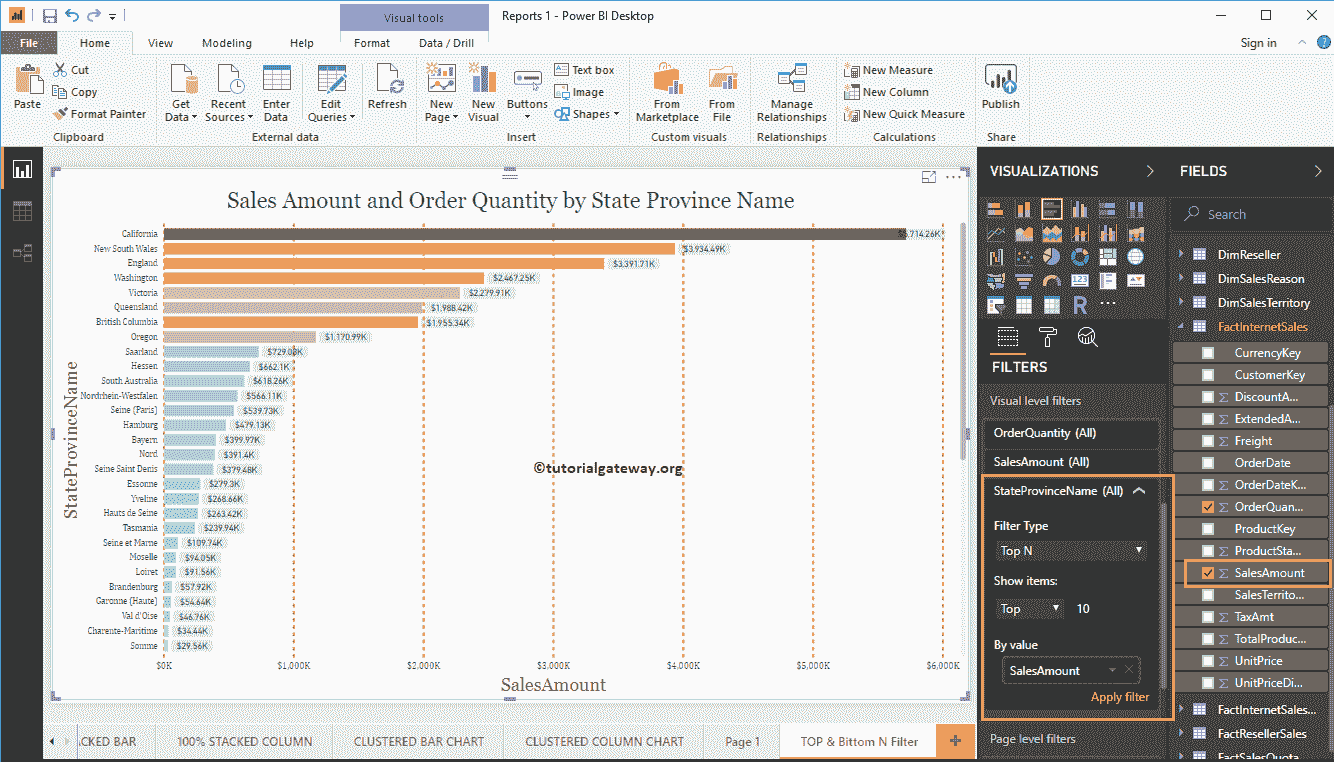 Visual tools
Reports 1 - Power BI Desktop
File
Home
View
Modeling
Help
Format
Data / Drill
Sign in
Paste
Cut
Copy
Format Painter
Clipboard
Get Data
Recent Sources
Enter Data
Edit Queries
Refresh
External data
New Page
New Visual
Buttons
Text box
Image
Shapes
Insert
From Marketplace
From File
Custom visuals
Manage Relationships
Relationships
New Measure
New Column
New Quick Measure
Calculations
Publish
Share
Sales Amount and Order Quantity by State Province Name
StateProvinceName
California
New South Wales $3,934.49K
England $3,391.71K
Washington $2,467.25K
Victoria $2,279.91K
Queensland $1,988.42K
British Columbia $1,955.34K
Oregon $1,170.99K
Saarland $729.08K
Hessen $662.1K
South Australia $618.26K
Nordrhein-Westfalen $566.11K
Seine (Paris) $539.73K
Hamburg $479.13K
Bayern $399.97K
Nord $391.4K
Seine Saint Denis $379.48K
Essonne $279.3K
Yveline $268.66K
Hauts de Seine $263.42K
Tasmania $239.94K
Seine et Marne $109.74K
Moselle $94.05K
Loiret $91.56K
Brandenburg $57.92K
Garonne (Haute) $54.64K
Val d'Oise $46.76K
Charente-Maritime $34.44K
Somme $29.56K
$0K $1,000K $2,000K $3,000K $4,000K $5,000K $6,000K
SalesAmount
©tutorialgateway.org
VISUALIZATIONS
FILTERS
Visual level filters
OrderQuantity (All)
SalesAmount (All)
StateProvinceName (All)
Filter Type
Top N
Show items:
Top 10
By value
SalesAmount
Apply filter
Page level filters
FIELDS
Search
DimReseller
DimSalesReason
DimSalesTerritory
FactInternetSales
CurrencyKey
CustomerKey
DiscountA...
ExtendedA...
Freight
OrderDate
OrderDateK...
OrderQuan...
ProductKey
ProductSta...
SalesAmount
SalesTerrito...
TaxAmt
TotalProduc...
UnitPrice
UnitPriceDi...
FactInternetSales...
FactResellerSales
FactSalesQuota
ACKED BAR
100% STACKED COLUMN
CLUSTERED BAR CHART
CLUSTERED COLUMN CHART
Page 1
TOP & Bittom N Filter